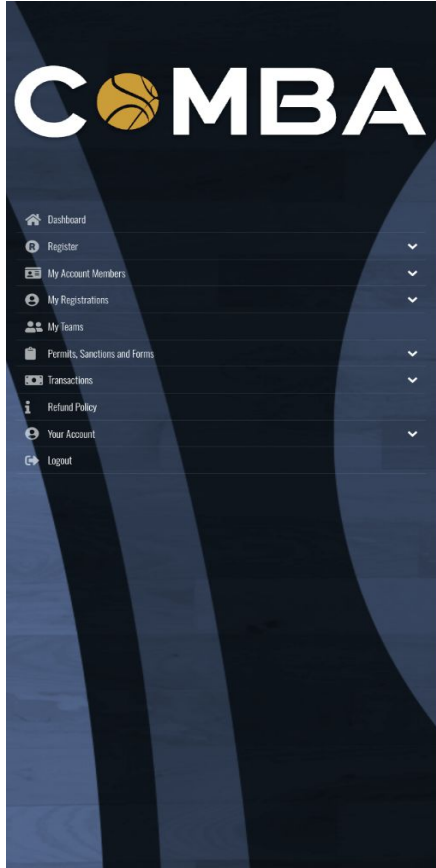 COMBA
Dashboard
Register
My Account Members
My Registrations
My Teams
Permits, Sanctions and Forms
Transactions
Refund Policy
Your Account
Logout